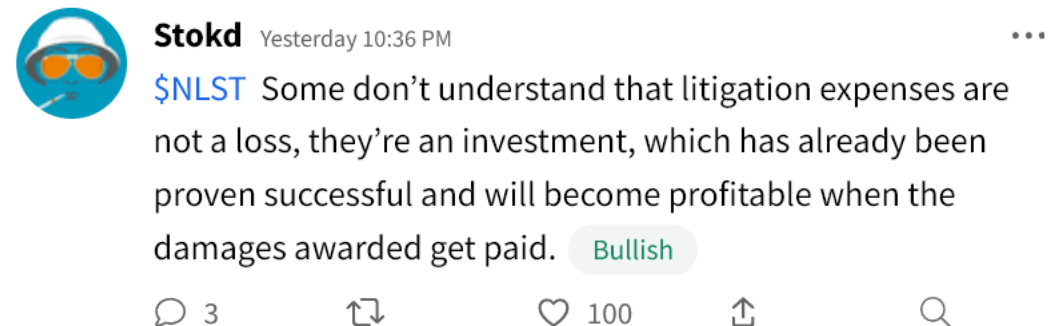 Stokd Yesterday 10:36 PM
$NLST Some don’t understand that litigation expenses are
not a loss, they’re an investment, which has already been
proven successful and will become profitable when the
damages awarded get paid. Bullish
3 100